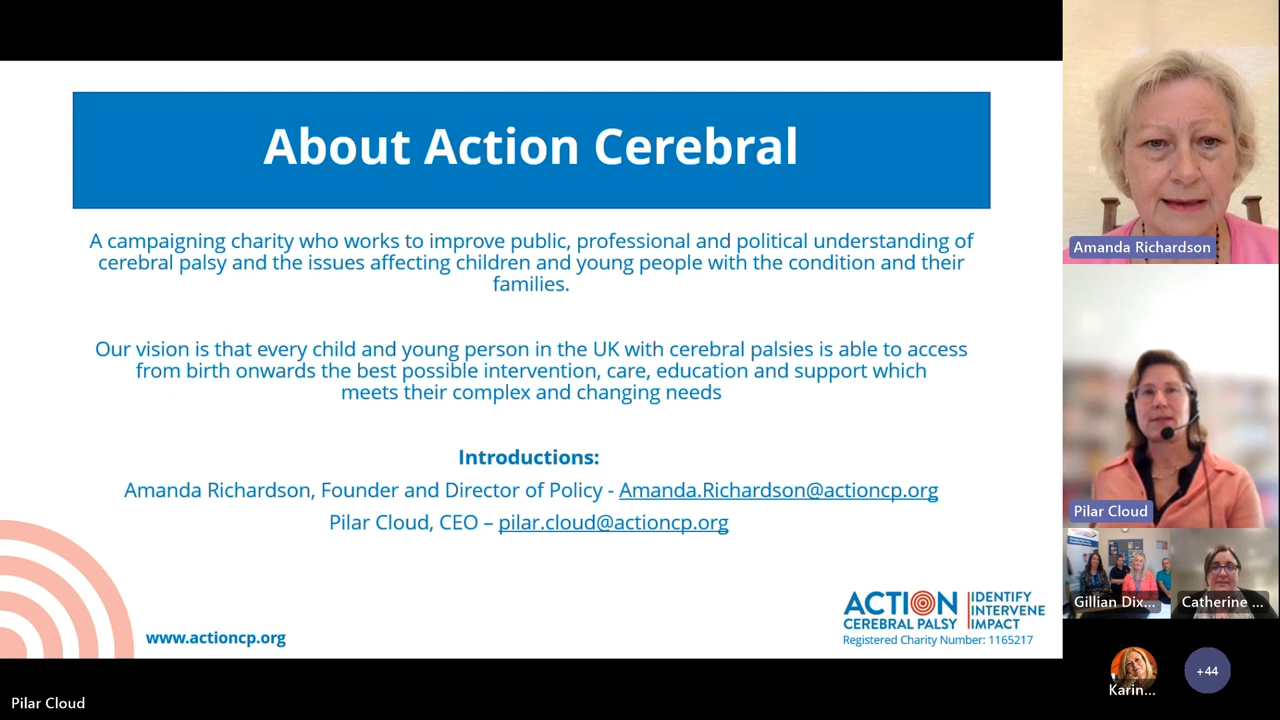 About Action Cerebral
A campaigning charity who works to improve public, professional and political understanding of
cerebral palsy and the issues affecting children and young people with the condition and their
families.
Our vision is that every child and young person in the UK with cerebral palsies is able to access
from birth onwards the best possible intervention, care, education and support which
meets their complex and changing needs
Introductions:
Amanda Richardson, Founder and Director of Policy - Amanda.Richardson@actioncp.org
Pilar Cloud, CEO – pilar.cloud@actioncp.org
www.actioncp.org
ACTION
CEREBRAL PALSY
IDENTIFY
INTERVENE
IMPACT
Registered Charity Number: 1165217
Amanda Richardson
Pilar Cloud
Gillian Dix...
Catherine ...
Karin...
+44
Pilar Cloud